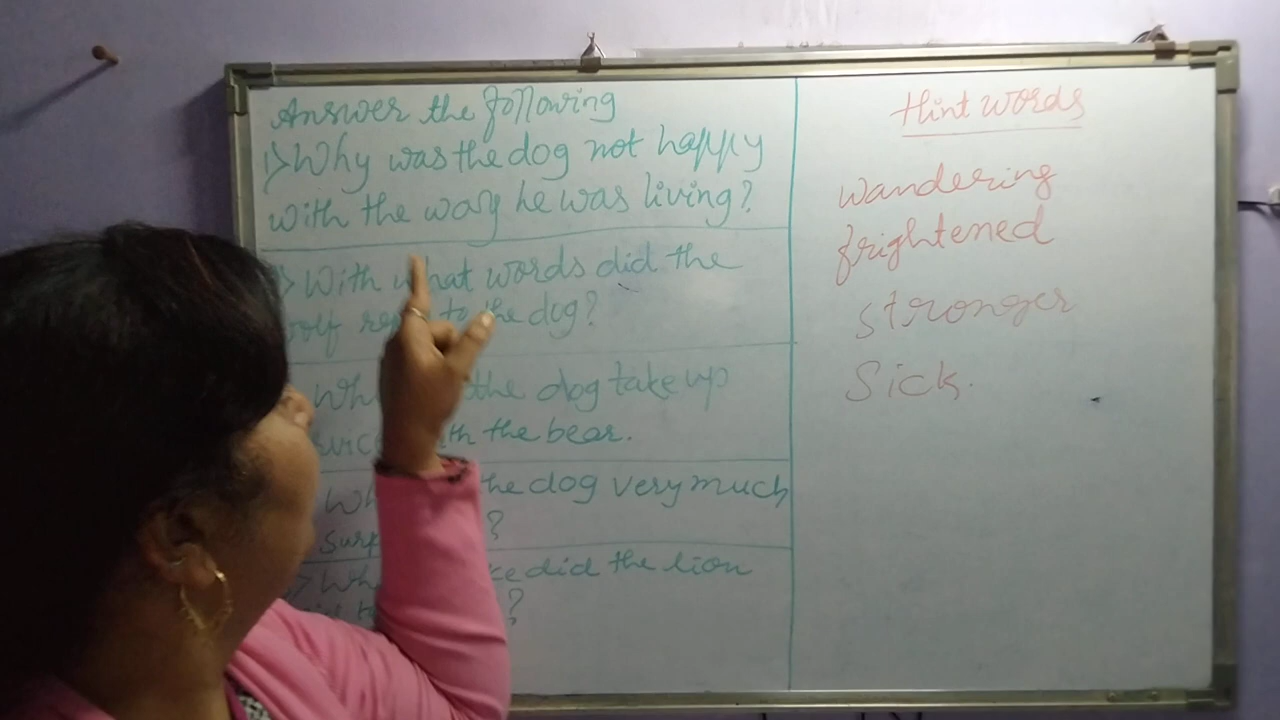 Answer the following
1) Why was the dog not happy
with the way he was living?
With what words did the
to the dog?
the dog take up
with the bear.
the dog very much
?
did the lion
?
Hint words
wandering
frightened
stronger
Sick.